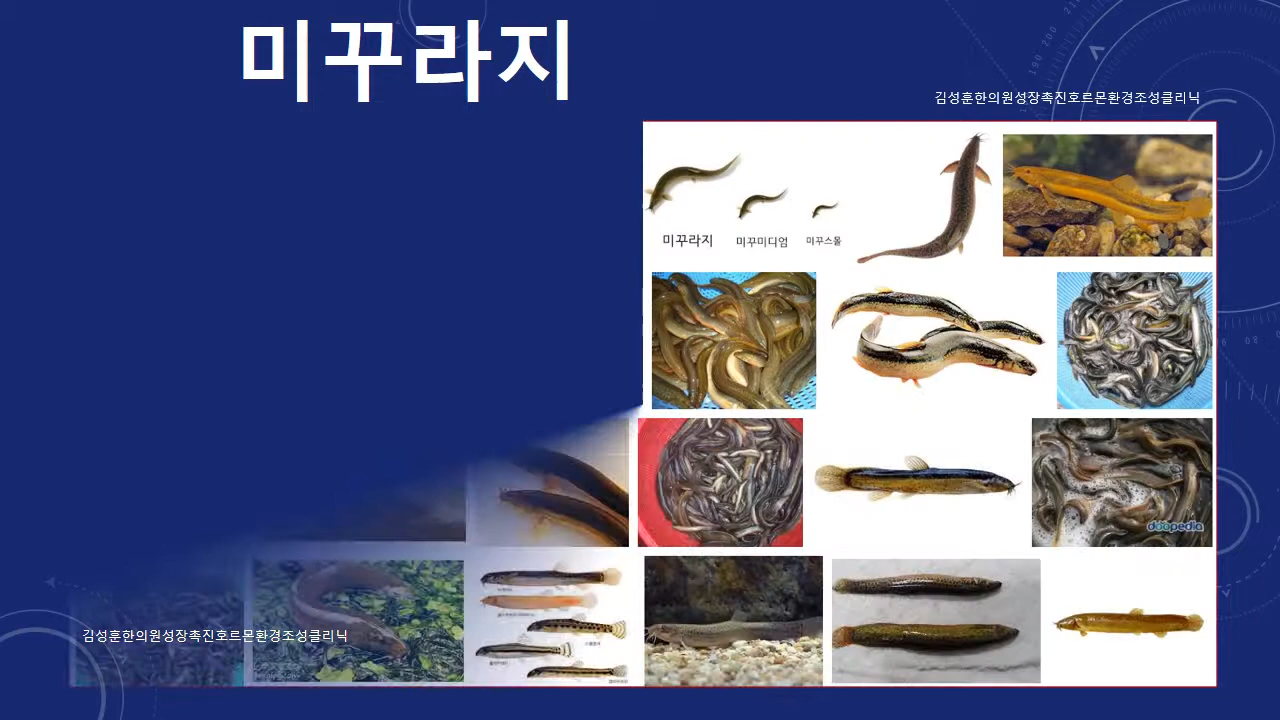 미꾸라지
김성훈한의원성장촉진호르몬환경조성클리닉
미꾸라지 미꾸미디엄 미꾸스몰
doopedia
김성훈한의원성장촉진호르몬환경조성클리닉